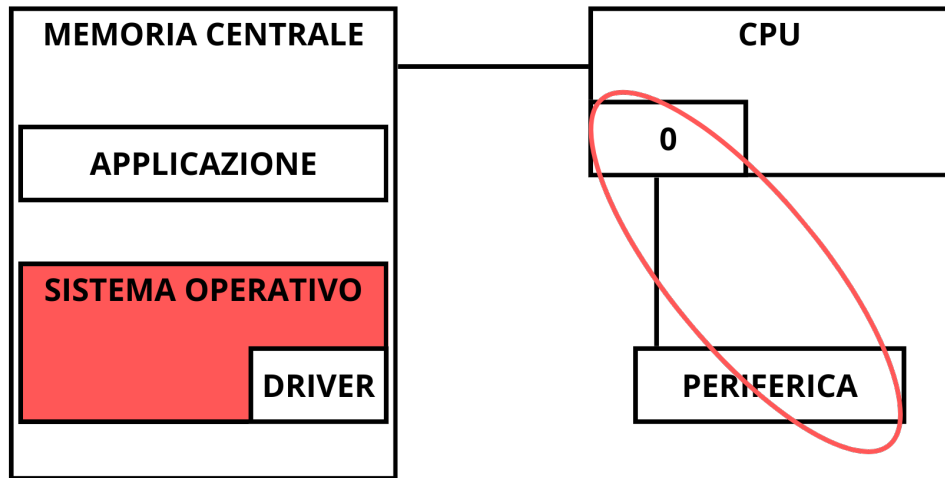 MEMORIA CENTRALE
CPU
0
APPLICAZIONE
SISTEMA OPERATIVO
DRIVER
PERIFERICA